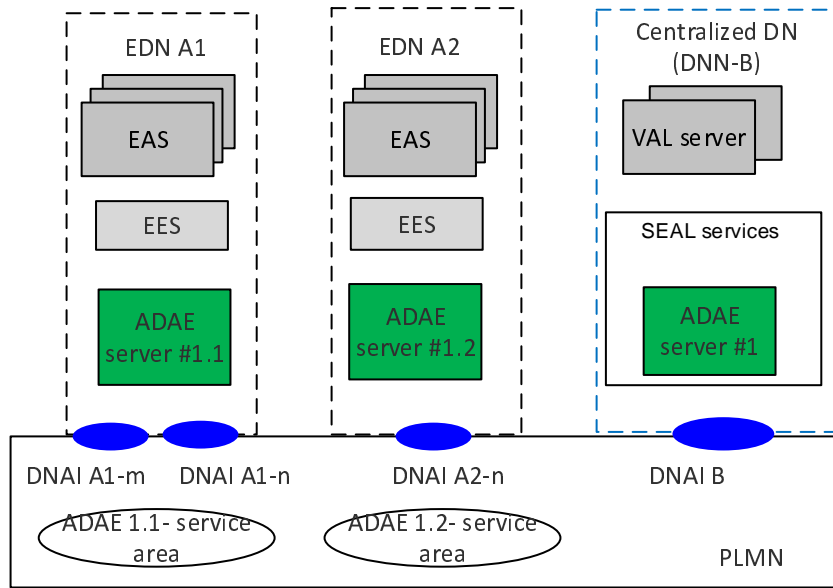 EDN A1
EAS
EES
ADAE
server #1.1
EDN A2
EAS
EES
ADAE
server #1.2
Centralized DN
(DNN-B)
VAL server
SEAL services
ADAE
server #1
DNAI A1-m
DNAI A1-n
DNAI A2-n
DNAI B
ADAE 1.1- service
area
ADAE 1.2- service
area
PLMN